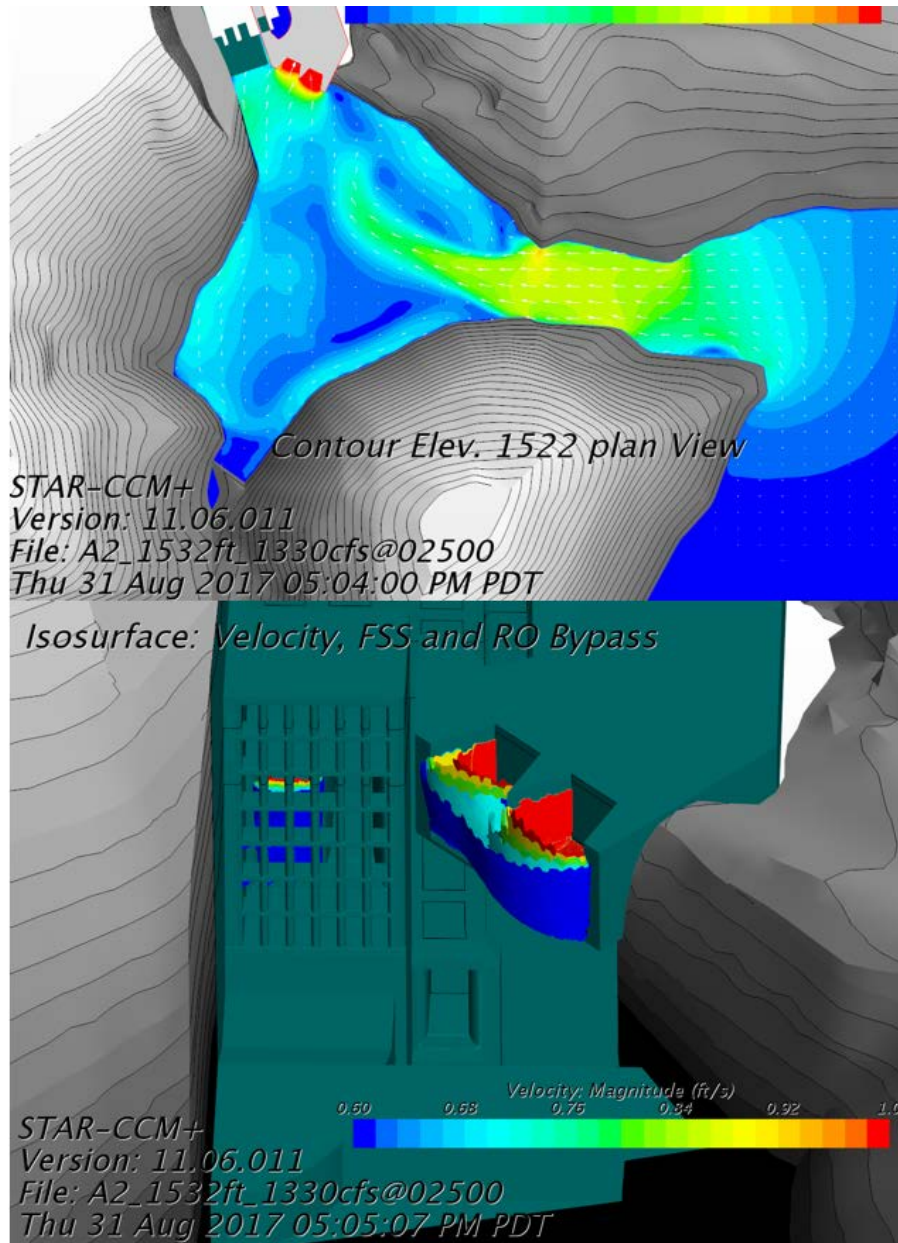 Contour Elev. 1522 plan View
STAR-CCM+
Version: 11.06.011
File: A2_1532ft_1330cfs@02500
Thu 31 Aug 2017 05:04:00 PM PDT
Isosurface: Velocity, FSS and RO Bypass
Velocity: Magnitude (ft/s)
0.60 0.68 0.76 0.84 0.92 1.0
STAR-CCM+
Version: 11.06.011
File: A2_1532ft_1330cfs@02500
Thu 31 Aug 2017 05:05:07 PM PDT